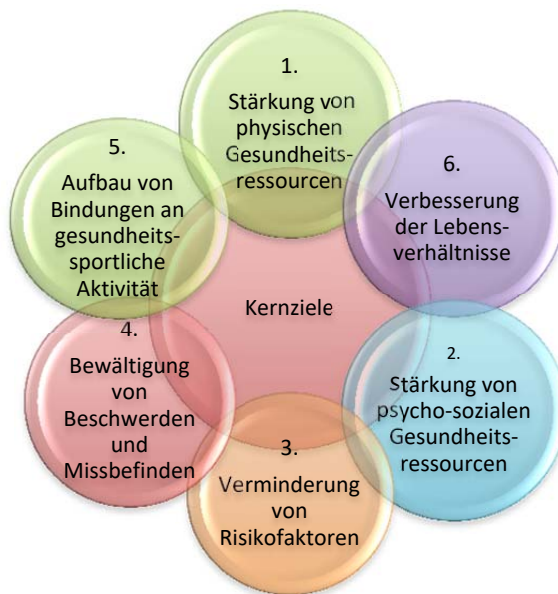 1.
Stärkung von
physischen
Gesundheits-
ressourcen
6.
Verbesserung
der Lebens-
verhältnisse
2.
Stärkung von
psycho-sozialen
Gesundheits-
ressourcen
3.
Verminderung
von
Risikofaktoren
4.
Bewältigung
von
Beschwerden
und
Missbefinden
5.
Aufbau von
Bindungen an
gesundheits-
sportliche
Aktivität
Kernziele